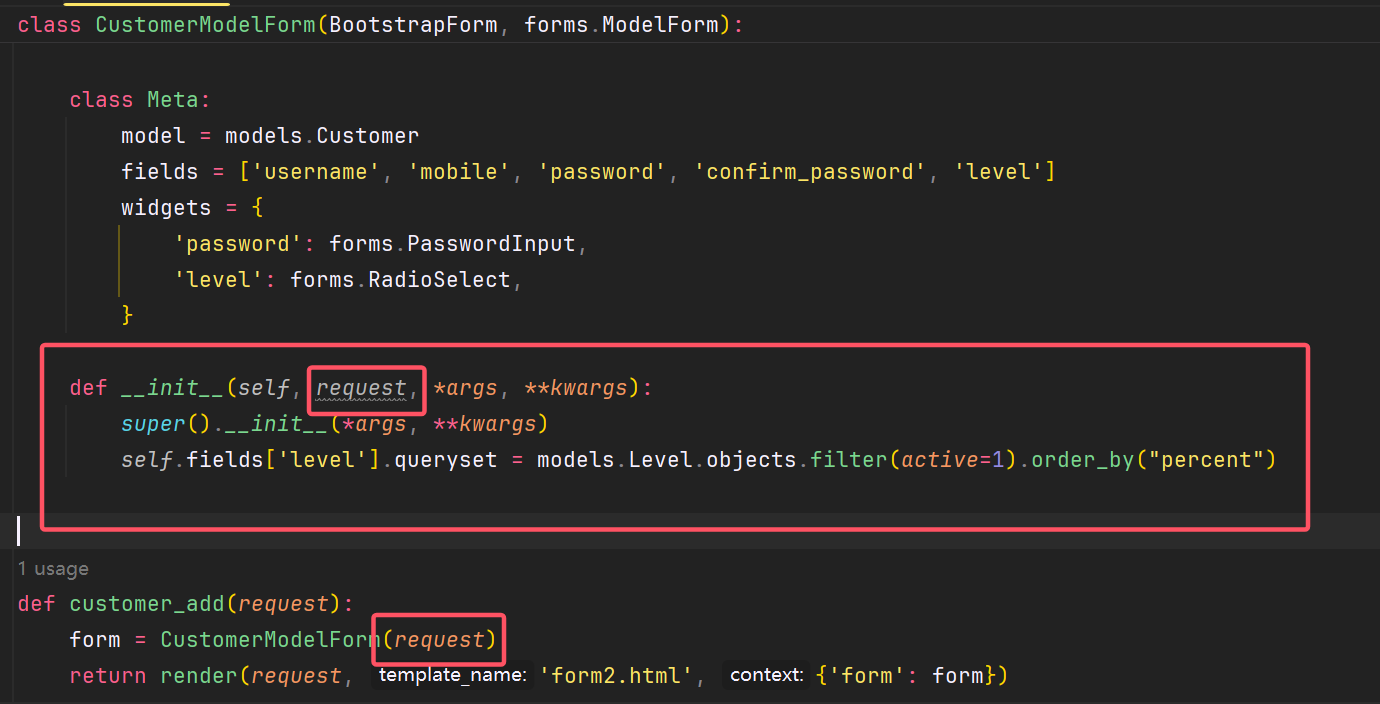 class CustomerModelForm(BootstrapForm, forms.ModelForm):
class Meta:
model = models.Customer
fields = ['username', 'mobile', 'password', 'confirm_password', 'level']
widgets = {
'password': forms.PasswordInput,
'level': forms.RadioSelect,
}
def __init__(self, request, *args, **kwargs):
super().__init__(*args, **kwargs)
self.fields['level'].queryset = models.Level.objects.filter(active=1).order_by("percent")
1 usage
def customer_add(request):
form = CustomerModelForm(request)
return render(request, template_name: 'form2.html', context: {'form': form})